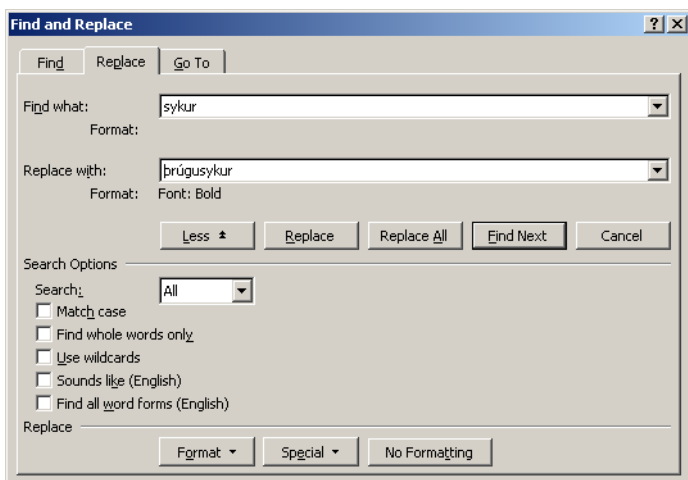 Find and Replace
Find Replace Go To
Find what: sykur
Format:
Replace with: þrúgusykur
Format: Font: Bold
Less Replace Replace All Find Next Cancel
Search Options
Search: All
Match case
Find whole words only
Use wildcards
Sounds like (English)
Find all word forms (English)
Replace
Format Special No Formatting